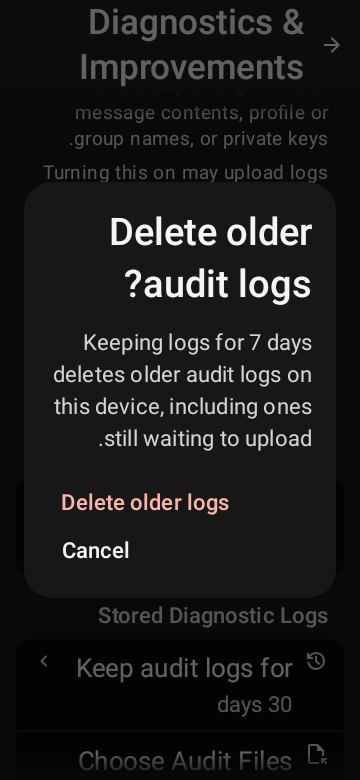 Diagnostics &
Improvements
message contents, profile or
.group names, or private keys
Turning this on may upload logs
Delete older
?audit logs
Keeping logs for 7 days
deletes older audit logs on
this device, including ones
.still waiting to upload
Delete older logs
Cancel
Stored Diagnostic Logs
Keep audit logs for
days 30
Choose Audit Files